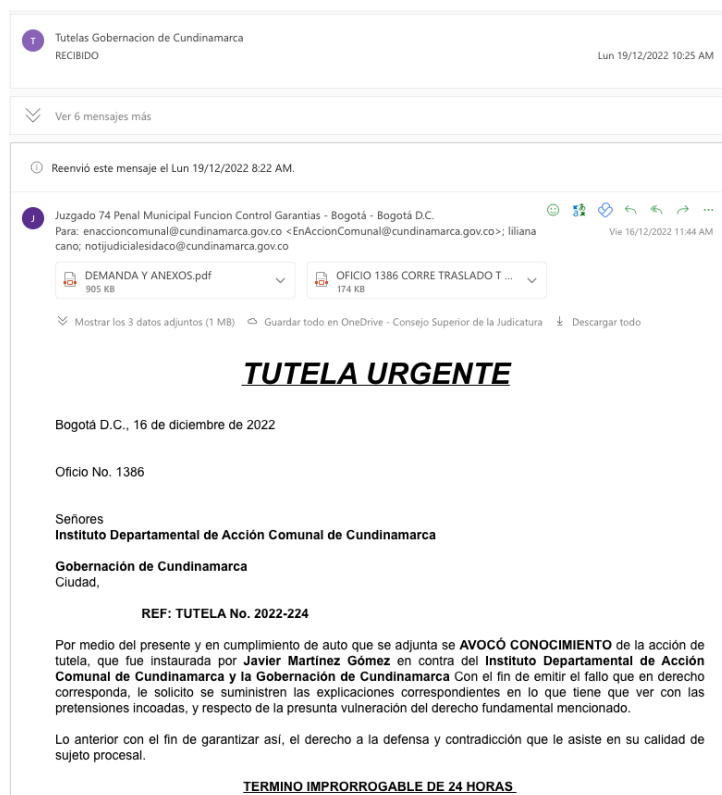 T
Tutelas Gobernacion de Cundinamarca
RECIBIDO
Lun 19/12/2022 10:25 AM
Ver 6 mensajes más
Reenvió este mensaje el Lun 19/12/2022 8:22 AM.
J
Juzgado 74 Penal Municipal Funcion Control Garantias - Bogotá - Bogotá D.C.
Para: enaccioncomunal@cundinamarca.gov.co <EnAccionComunal@cundinamarca.gov.co>; liliana
cano; notijudicialesidaco@cundinamarca.gov.co
Vie 16/12/2022 11:44 AM
DEMANDA Y ANEXOS.pdf
905 KB
OFICIO 1386 CORRE TRASLADO T ...
174 KB
Mostrar los 3 datos adjuntos (1 MB) Guardar todo en OneDrive - Consejo Superior de la Judicatura Descargar todo
TUTELA URGENTE
Bogotá D.C., 16 de diciembre de 2022
Oficio No. 1386
Señores
Instituto Departamental de Acción Comunal de Cundinamarca
Gobernación de Cundinamarca
Ciudad,
REF: TUTELA No. 2022-224
Por medio del presente y en cumplimiento de auto que se adjunta se AVOCÓ CONOCIMIENTO de la acción de
tutela, que fue instaurada por Javier Martínez Gómez en contra del Instituto Departamental de Acción
Comunal de Cundinamarca y la Gobernación de Cundinamarca Con el fin de emitir el fallo que en derecho
corresponda, le solicito se suministren las explicaciones correspondientes en lo que tiene que ver con las
pretensiones incoadas, y respecto de la presunta vulneración del derecho fundamental mencionado.
Lo anterior con el fin de garantizar así, el derecho a la defensa y contradicción que le asiste en su calidad de
sujeto procesal.
TERMINO IMPRORROGABLE DE 24 HORAS